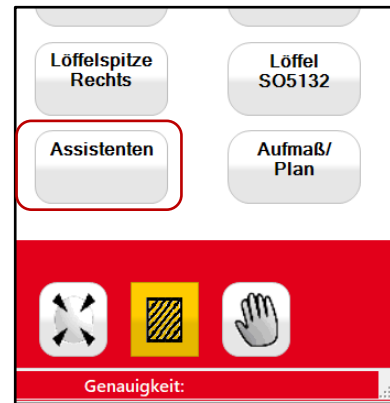 Löffelspitze
Rechts
Löffel
SO5132
Assistenten
Aufmaß/
Plan
Genauigkeit: